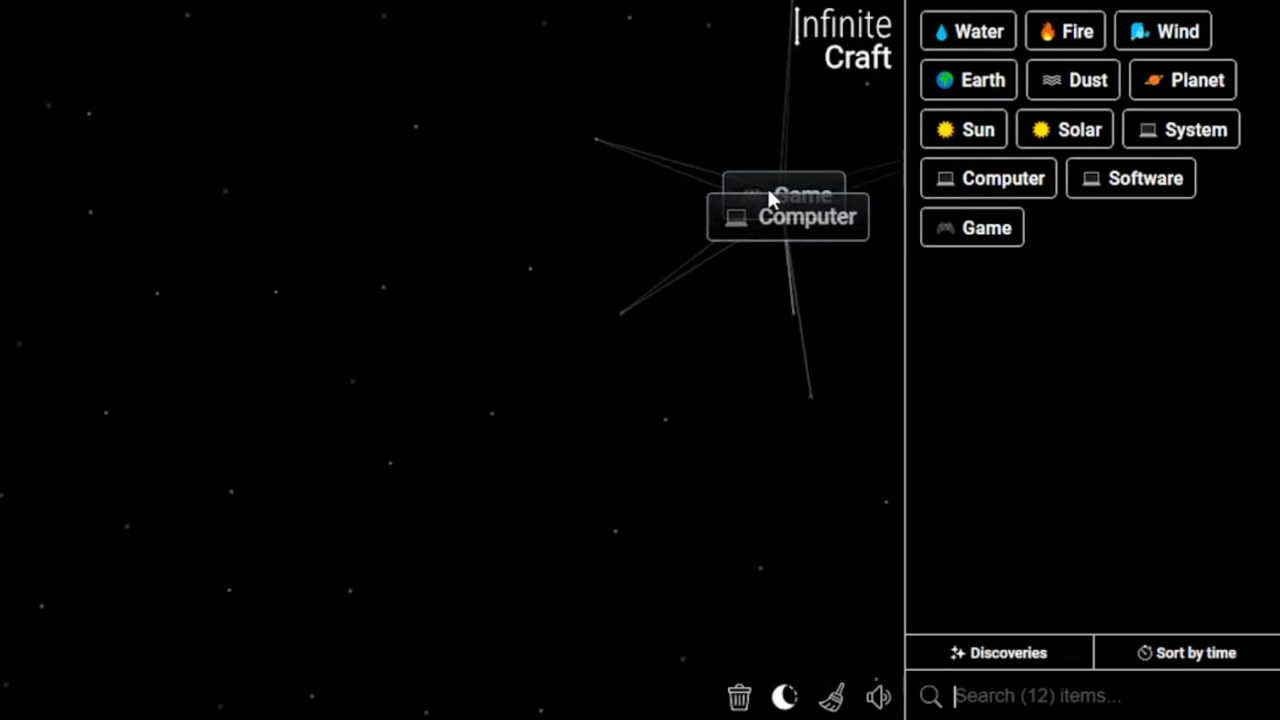 Infinite
Craft
Water
Fire
Wind
Earth
Dust
Planet
Sun
Solar
System
Computer
Software
Game
Game
Computer
Discoveries
Sort by time
Search (12) items...